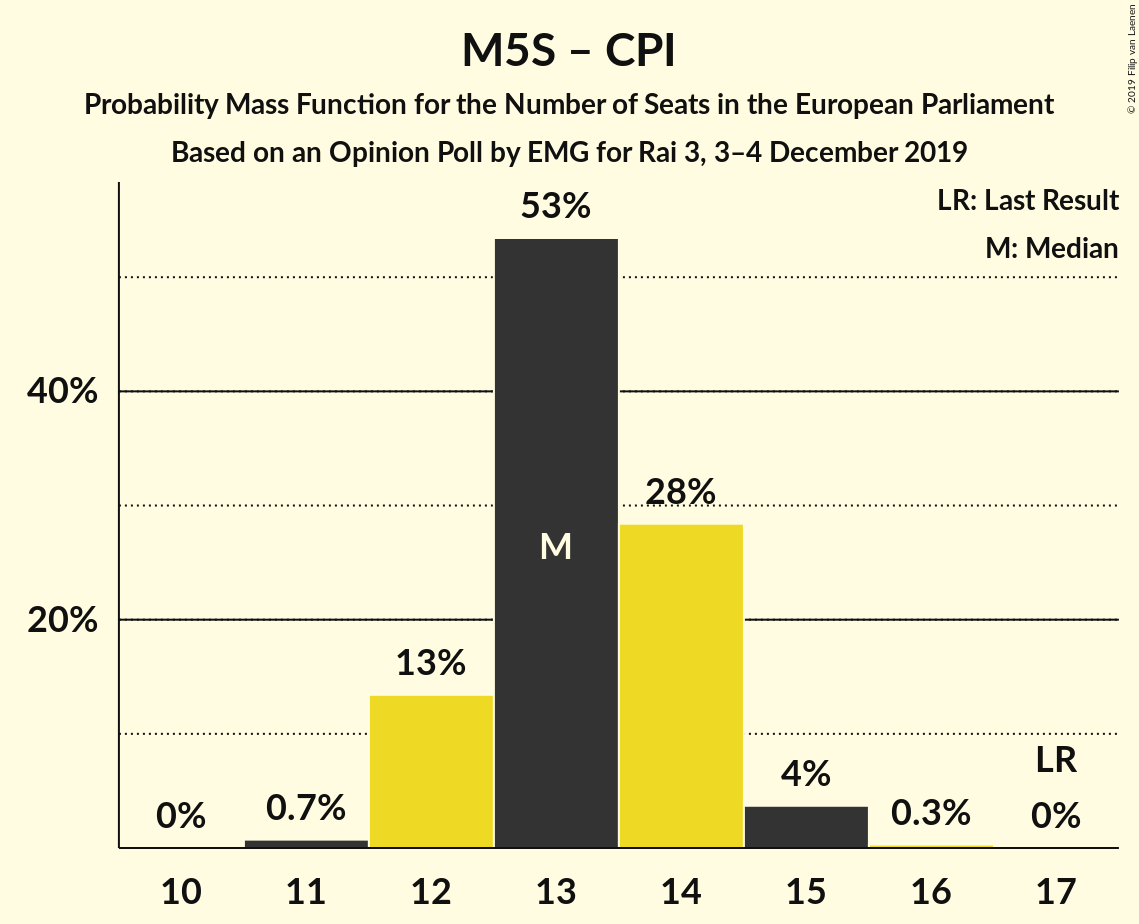 M5S – CPI
Probability Mass Function for the Number of Seats in the European Parliament
Based on an Opinion Poll by EMG for Rai 3, 3–4 December 2019
© 2019 Filip van Laenen
LR: Last Result
M: Median
53%
40%
28%
M
20%
13%
LR
4%
0%
0.7%
0.3%
0%
10 11 12 13 14 15 16 17